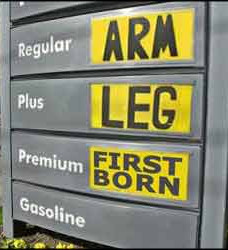 Regular ARM
Plus LEG
Premium FIRST
BORN
Gasoline